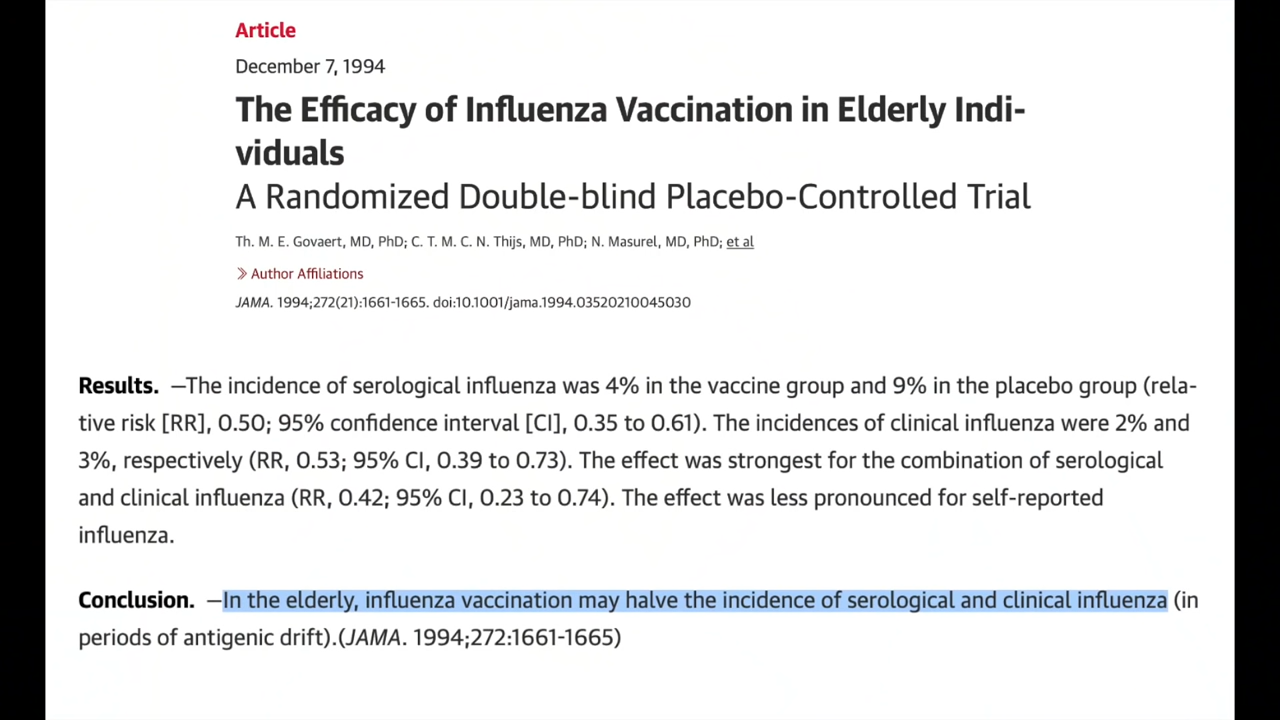 Article
December 7, 1994
The Efficacy of Influenza Vaccination in Elderly Indi-
viduals
A Randomized Double-blind Placebo-Controlled Trial
Th. M. E. Govaert, MD, PhD; C. T. M. C. N. Thijs, MD, PhD; N. Masurel, MD, PhD; et al
Author Affiliations
JAMA. 1994;272(21):1661-1665. doi:10.1001/jama.1994.03520210045030
Results. —The incidence of serological influenza was 4% in the vaccine group and 9% in the placebo group (rela-
tive risk [RR], 0.50; 95% confidence interval [CI], 0.35 to 0.61). The incidences of clinical influenza were 2% and
3%, respectively (RR, 0.53; 95% CI, 0.39 to 0.73). The effect was strongest for the combination of serological
and clinical influenza (RR, 0.42; 95% CI, 0.23 to 0.74). The effect was less pronounced for self-reported
influenza.
Conclusion. —In the elderly, influenza vaccination may halve the incidence of serological and clinical influenza (in
periods of antigenic drift).(JAMA. 1994;272:1661-1665)